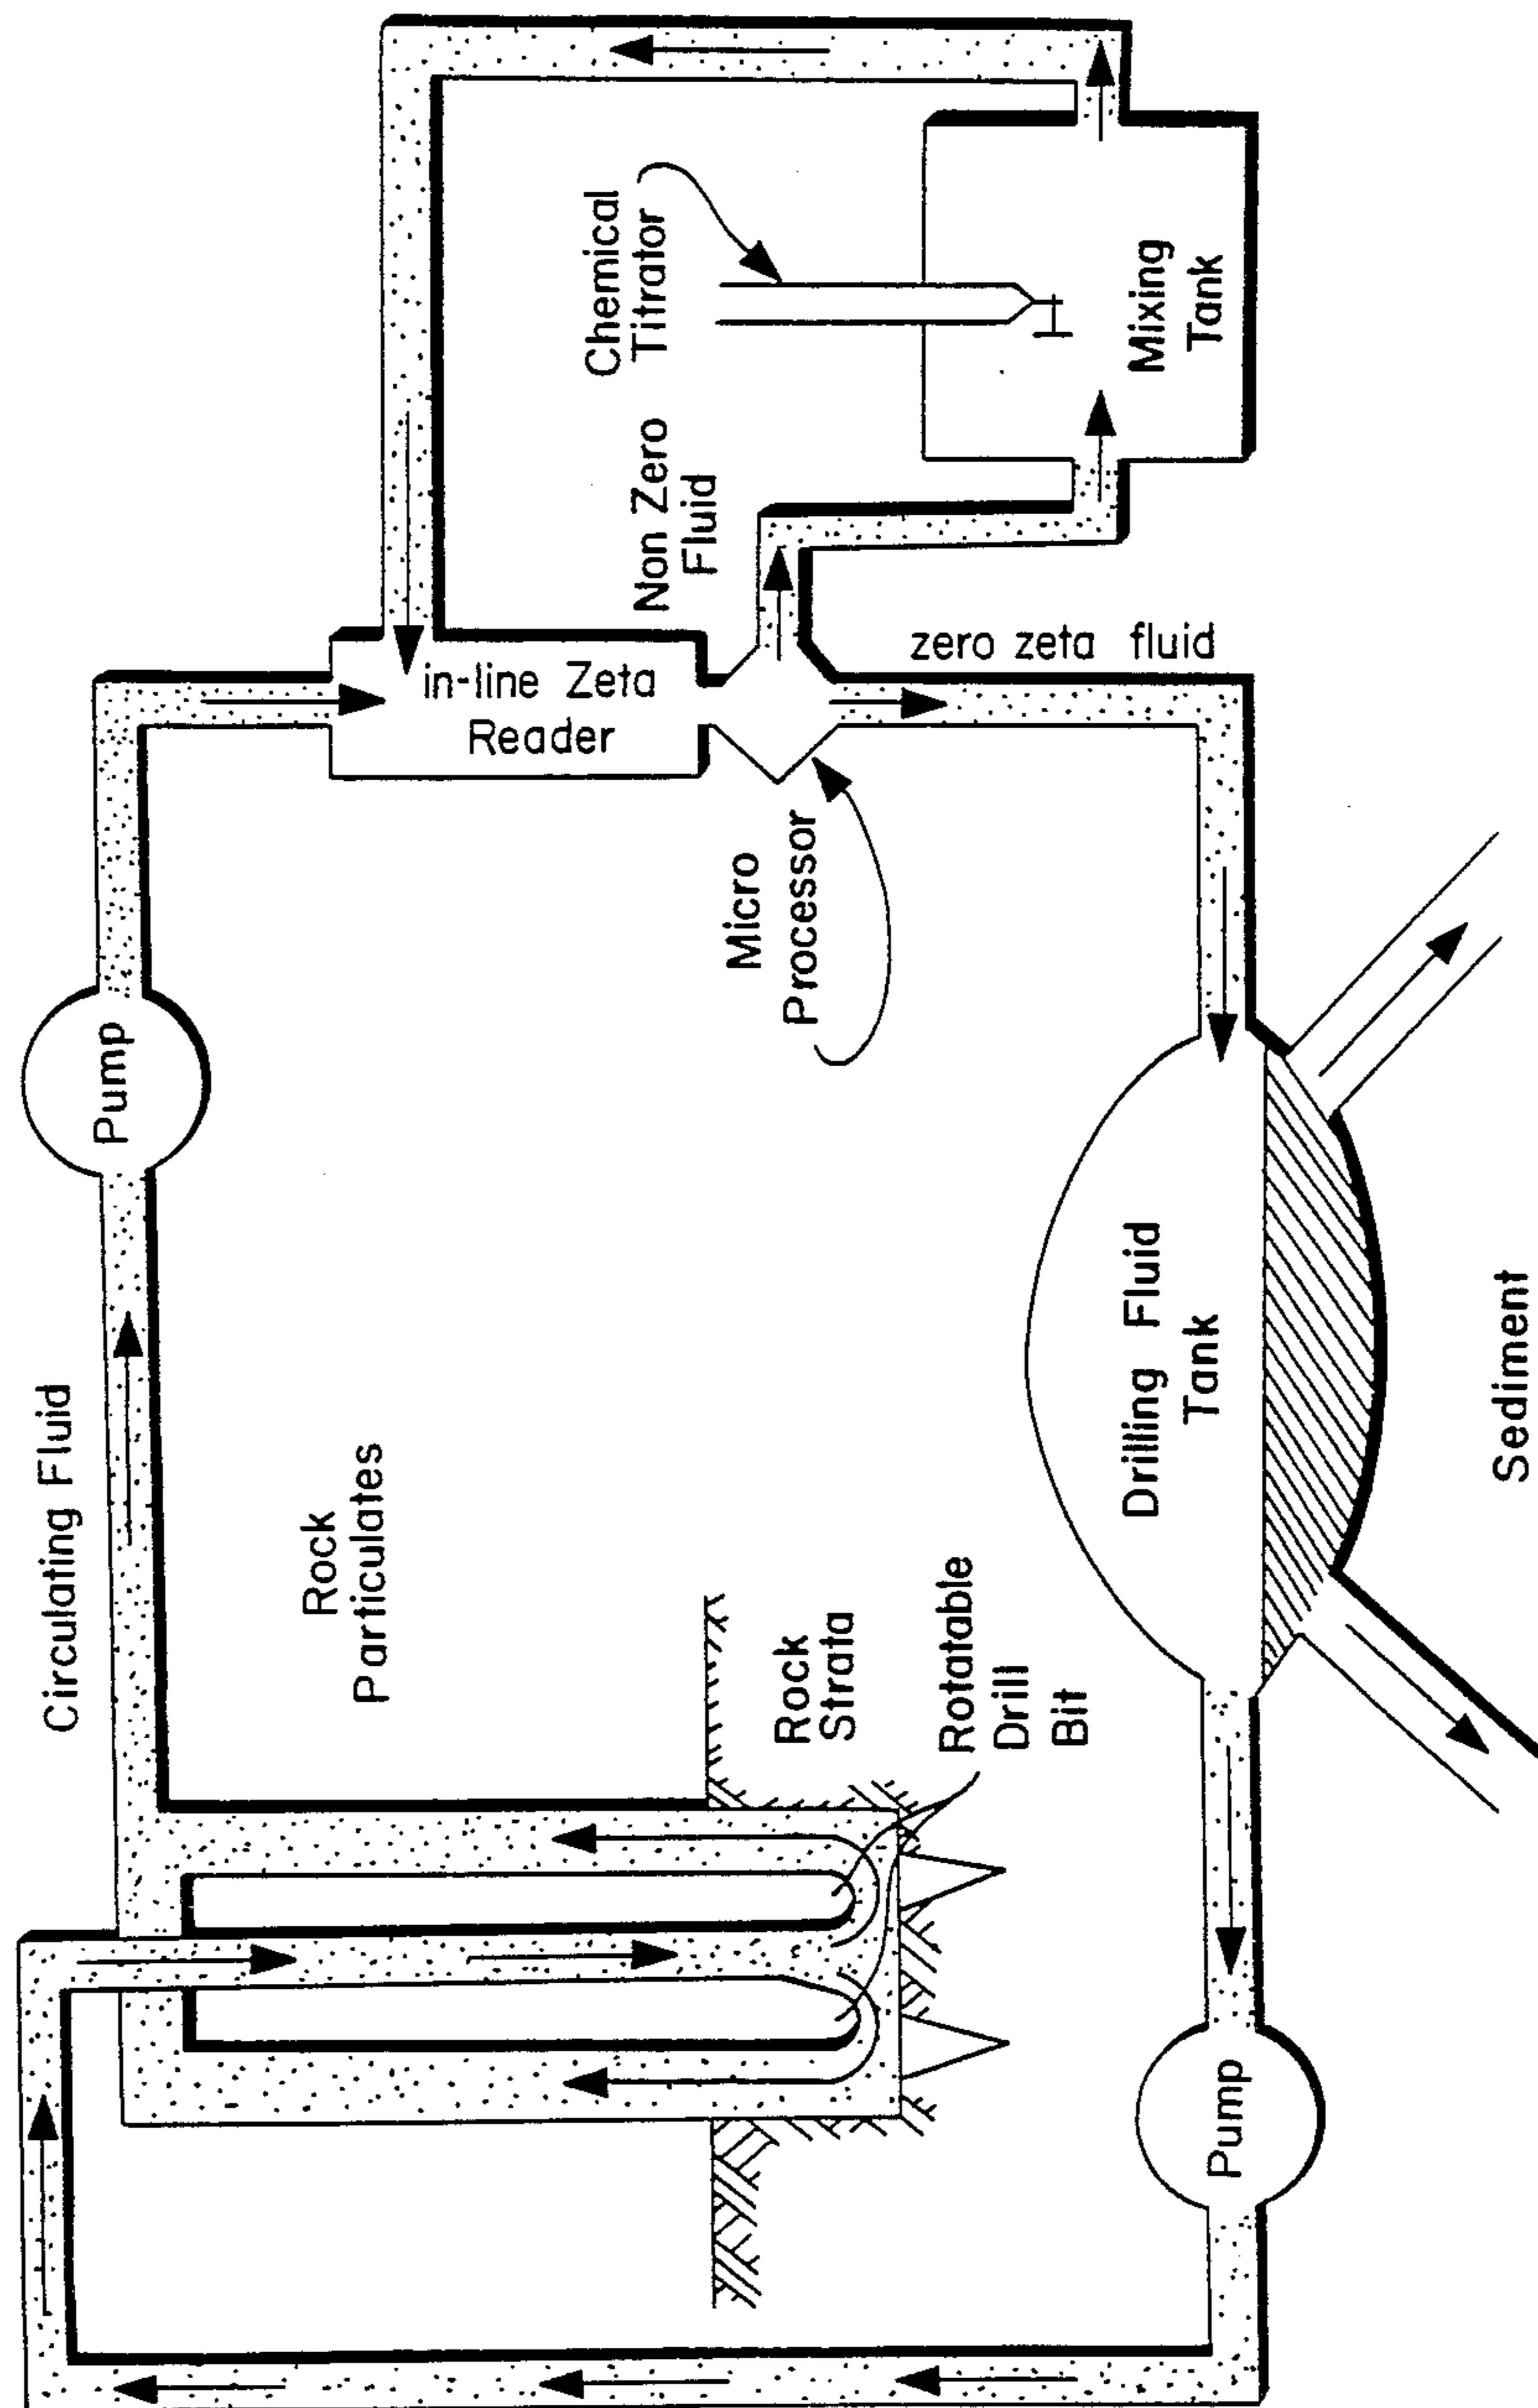 Circulating Fluid
Pump
Rock
Particulates
in-line Zeta
Reader
Chemical
Titrator
Non Zero
Fluid
Micro
Processor
zero zeta fluid
Mixing
Tank
Rock
Strata
Rotatable
Drill
Bit
Drilling Fluid
Tank
Pump
Sediment